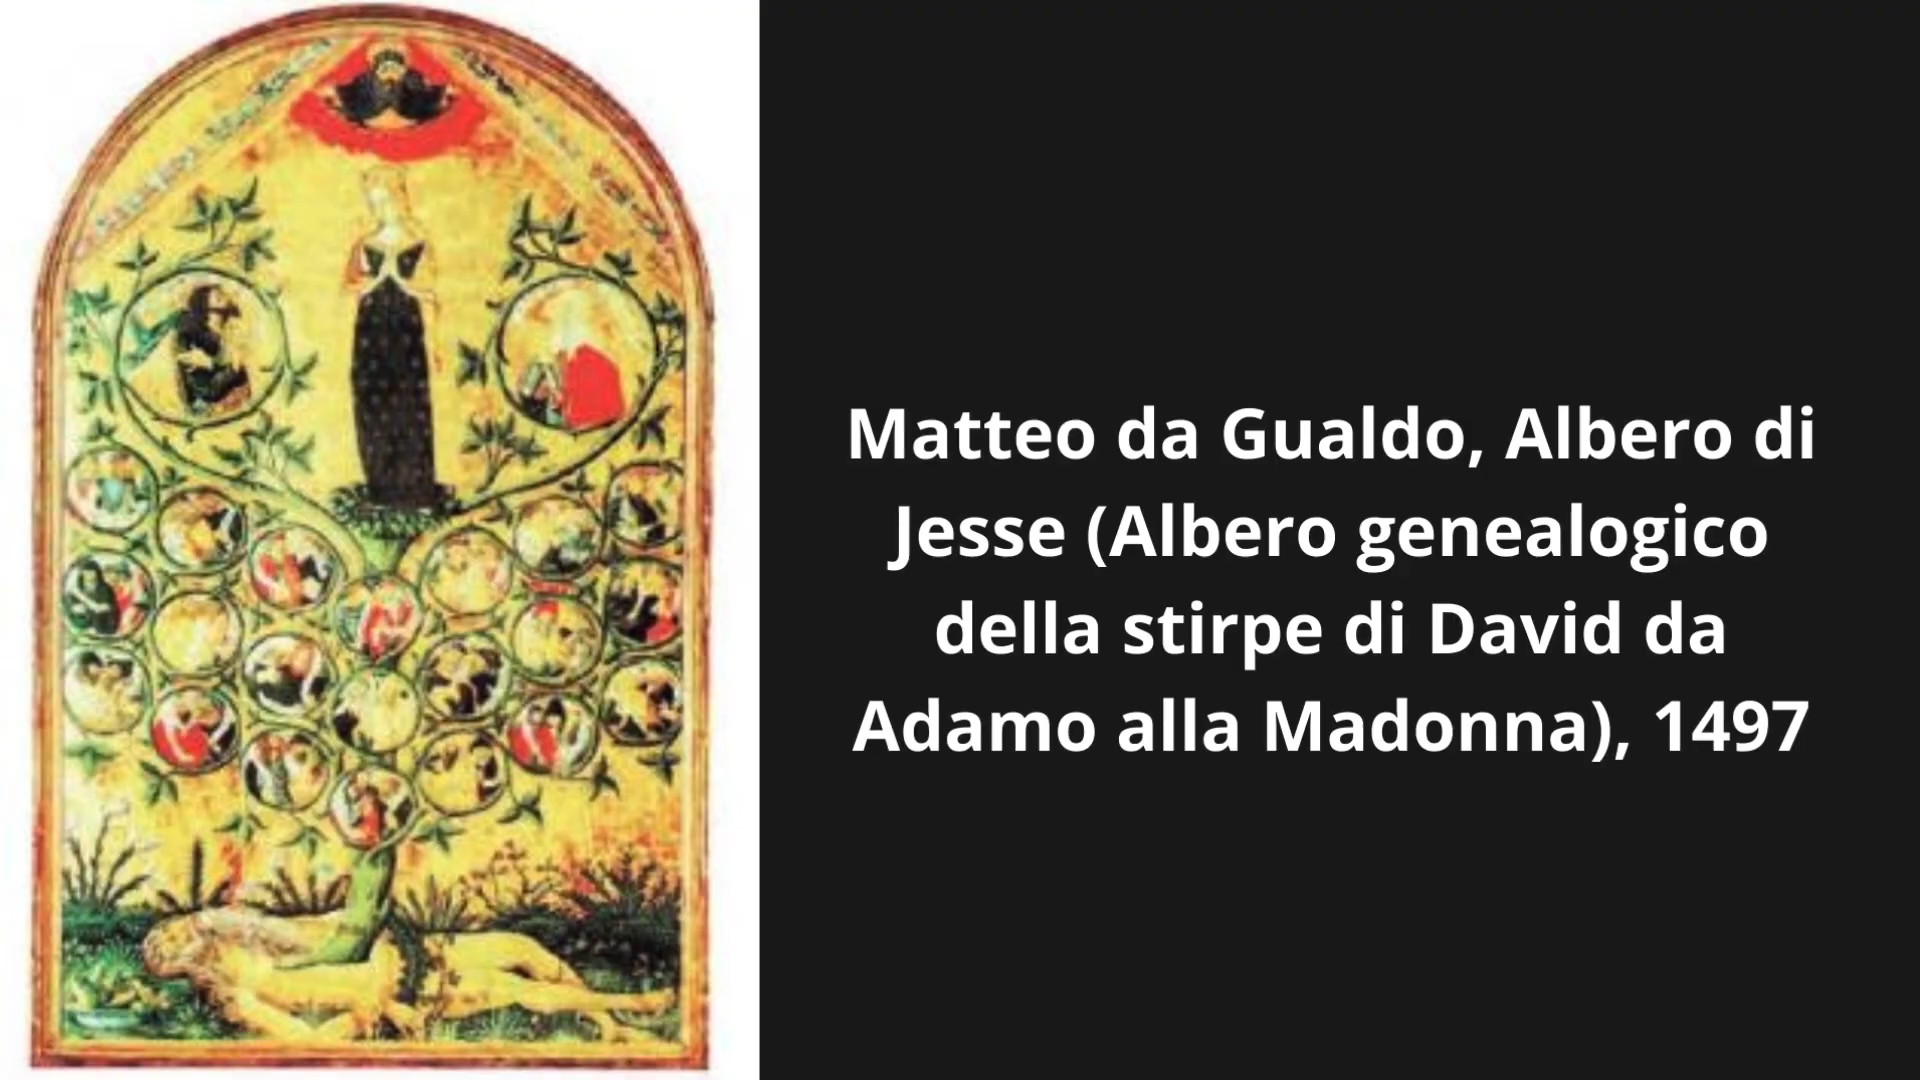 Matteo da Gualdo, Albero di
Jesse (Albero genealogico
della stirpe di David da
Adamo alla Madonna), 1497